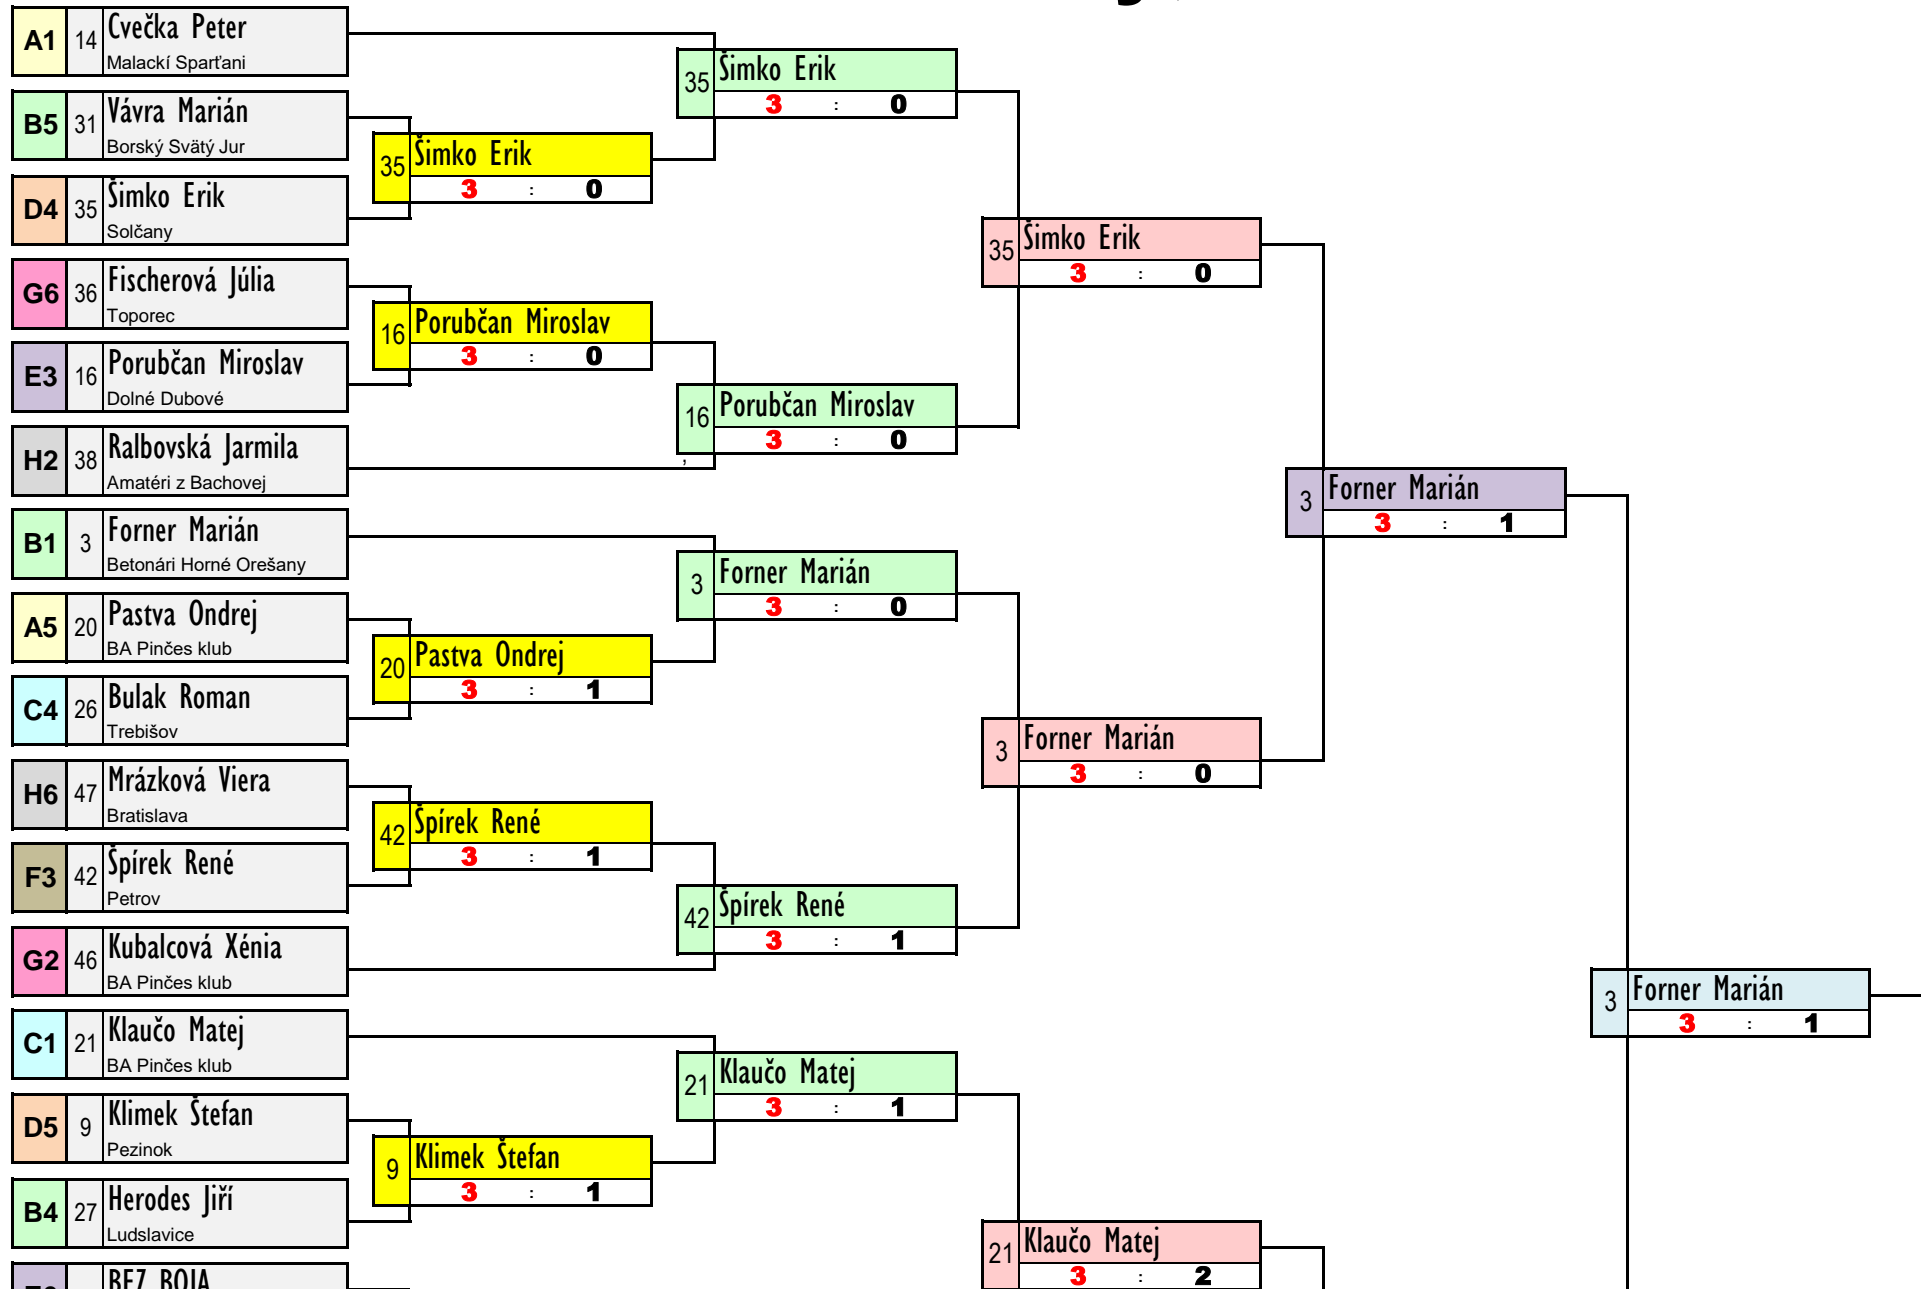 A1 14 Cvečka Peter
Malackí Sparťani
B5 31 Vávra Marián
Borský Svätý Jur
D4 35 Šimko Erik
Solčany
G6 36 Fischerová Júlia
Toporec
E3 16 Porubčan Miroslav
Dolné Dubové
H2 38 Ralbovská Jarmila
Amatéri z Bachovej
B1 3 Forner Marián
Betonári Horné Orešany
A5 20 Pastva Ondrej
BA Pinčes klub
C4 26 Bulak Roman
Trebišov
H6 47 Mrázková Viera
Bratislava
F3 42 Špírek René
Petrov
G2 46 Kubalcová Xénia
BA Pinčes klub
C1 21 Klaučo Matej
BA Pinčes klub
D5 9 Klimek Štefan
Pezinok
B4 27 Herodes Jiří
Ludslavice
BEZ BOJA
35 Šimko Erik
3 : 0
16 Porubčan Miroslav
3 : 0
20 Pastva Ondrej
3 : 1
42 Špírek René
3 : 1
9 Klimek Štefan
3 : 1
35 Šimko Erik
3 : 0
16 Porubčan Miroslav
3 : 0
,
3 Forner Marián
3 : 0
42 Špírek René
3 : 1
21 Klaučo Matej
3 : 1
35 Šimko Erik
3 : 0
3 Forner Marián
3 : 0
21 Klaučo Matej
3 : 2
3 Forner Marián
3 : 1
3 Forner Marián
3 : 1